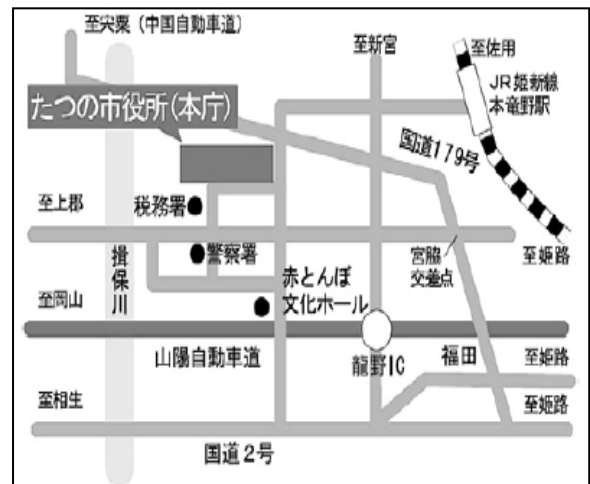 至宍粟（中国自動車道）
至新宮
至佐用
JR姫新線
本竜野駅
たつの市役所(本庁)
国道179号
至上郡
税務署
至姫路
宮脇
交差点
揖保川
警察署
赤とんぼ
文化ホール
至岡山
山陽自動車道
龍野IC
福田
至姫路
至相生
至姫路
国道２号